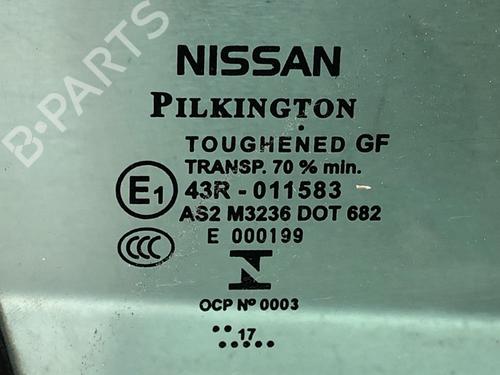 B-PARTS
NISSAN
PILKINGTON
TOUGHENED GF
TRANSP. 70 % min.
E1 43R - 011583
AS2 M3236 DOT 682
CCC E 000199
N
OCP Nº 0003
17